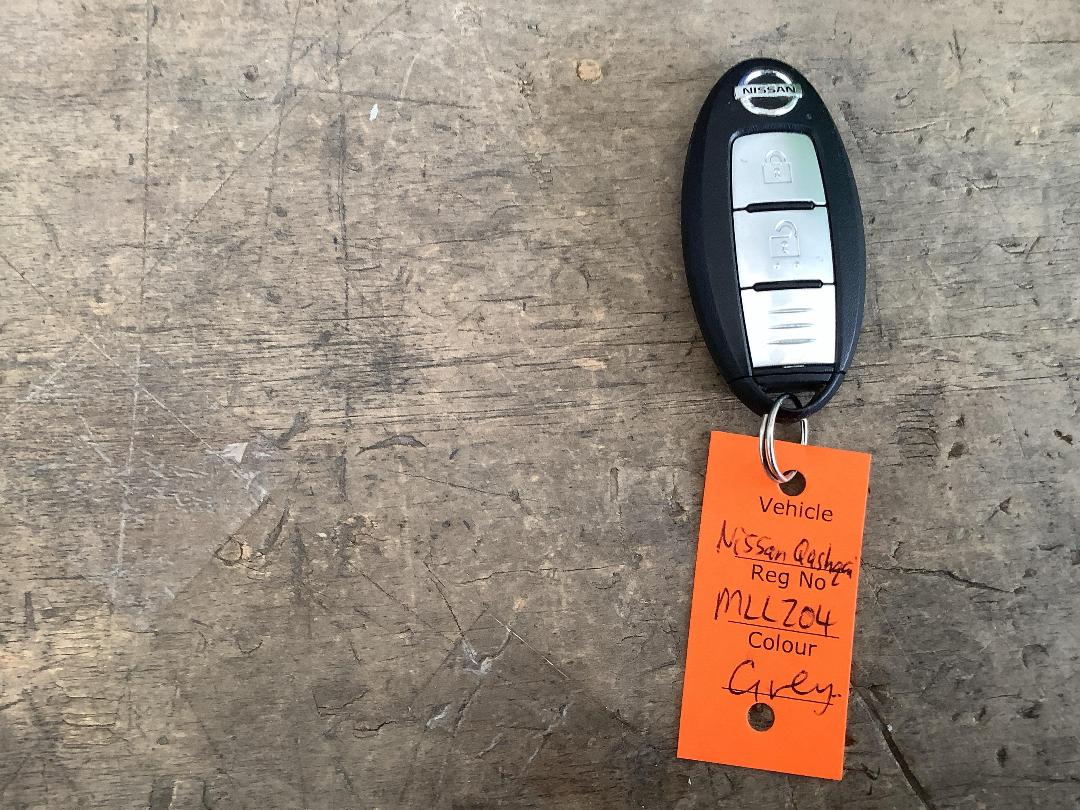 NISSAN
Vehicle
Nissan Qashqai
Reg No
MLLZ04
Colour
Grey